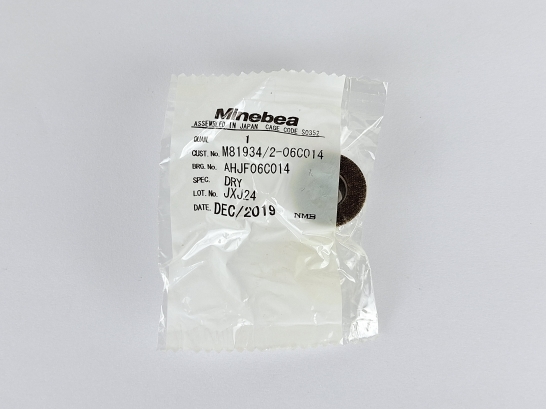 Minebea
ASSEMBLED IN JAPAN CAGE CODE S0352
QUAN. 1
CUST. No. M81934/2-06C014
BRG. No. AHJF06C014
SPEC. DRY
LOT. No. JXJ24
DATE. DEC/2019 NMB